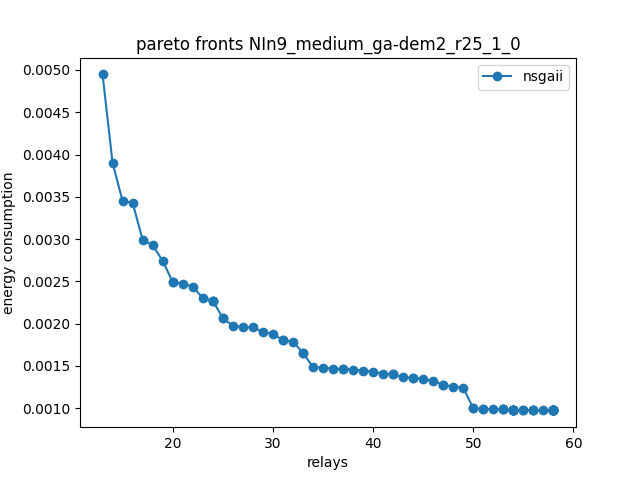 pareto fronts NIn9_medium_ga-dem2_r25_1_0
nsgaii
energy consumption
0.0050
0.0045
0.0040
0.0035
0.0030
0.0025
0.0020
0.0015
0.0010
20 30 40 50 60
relays